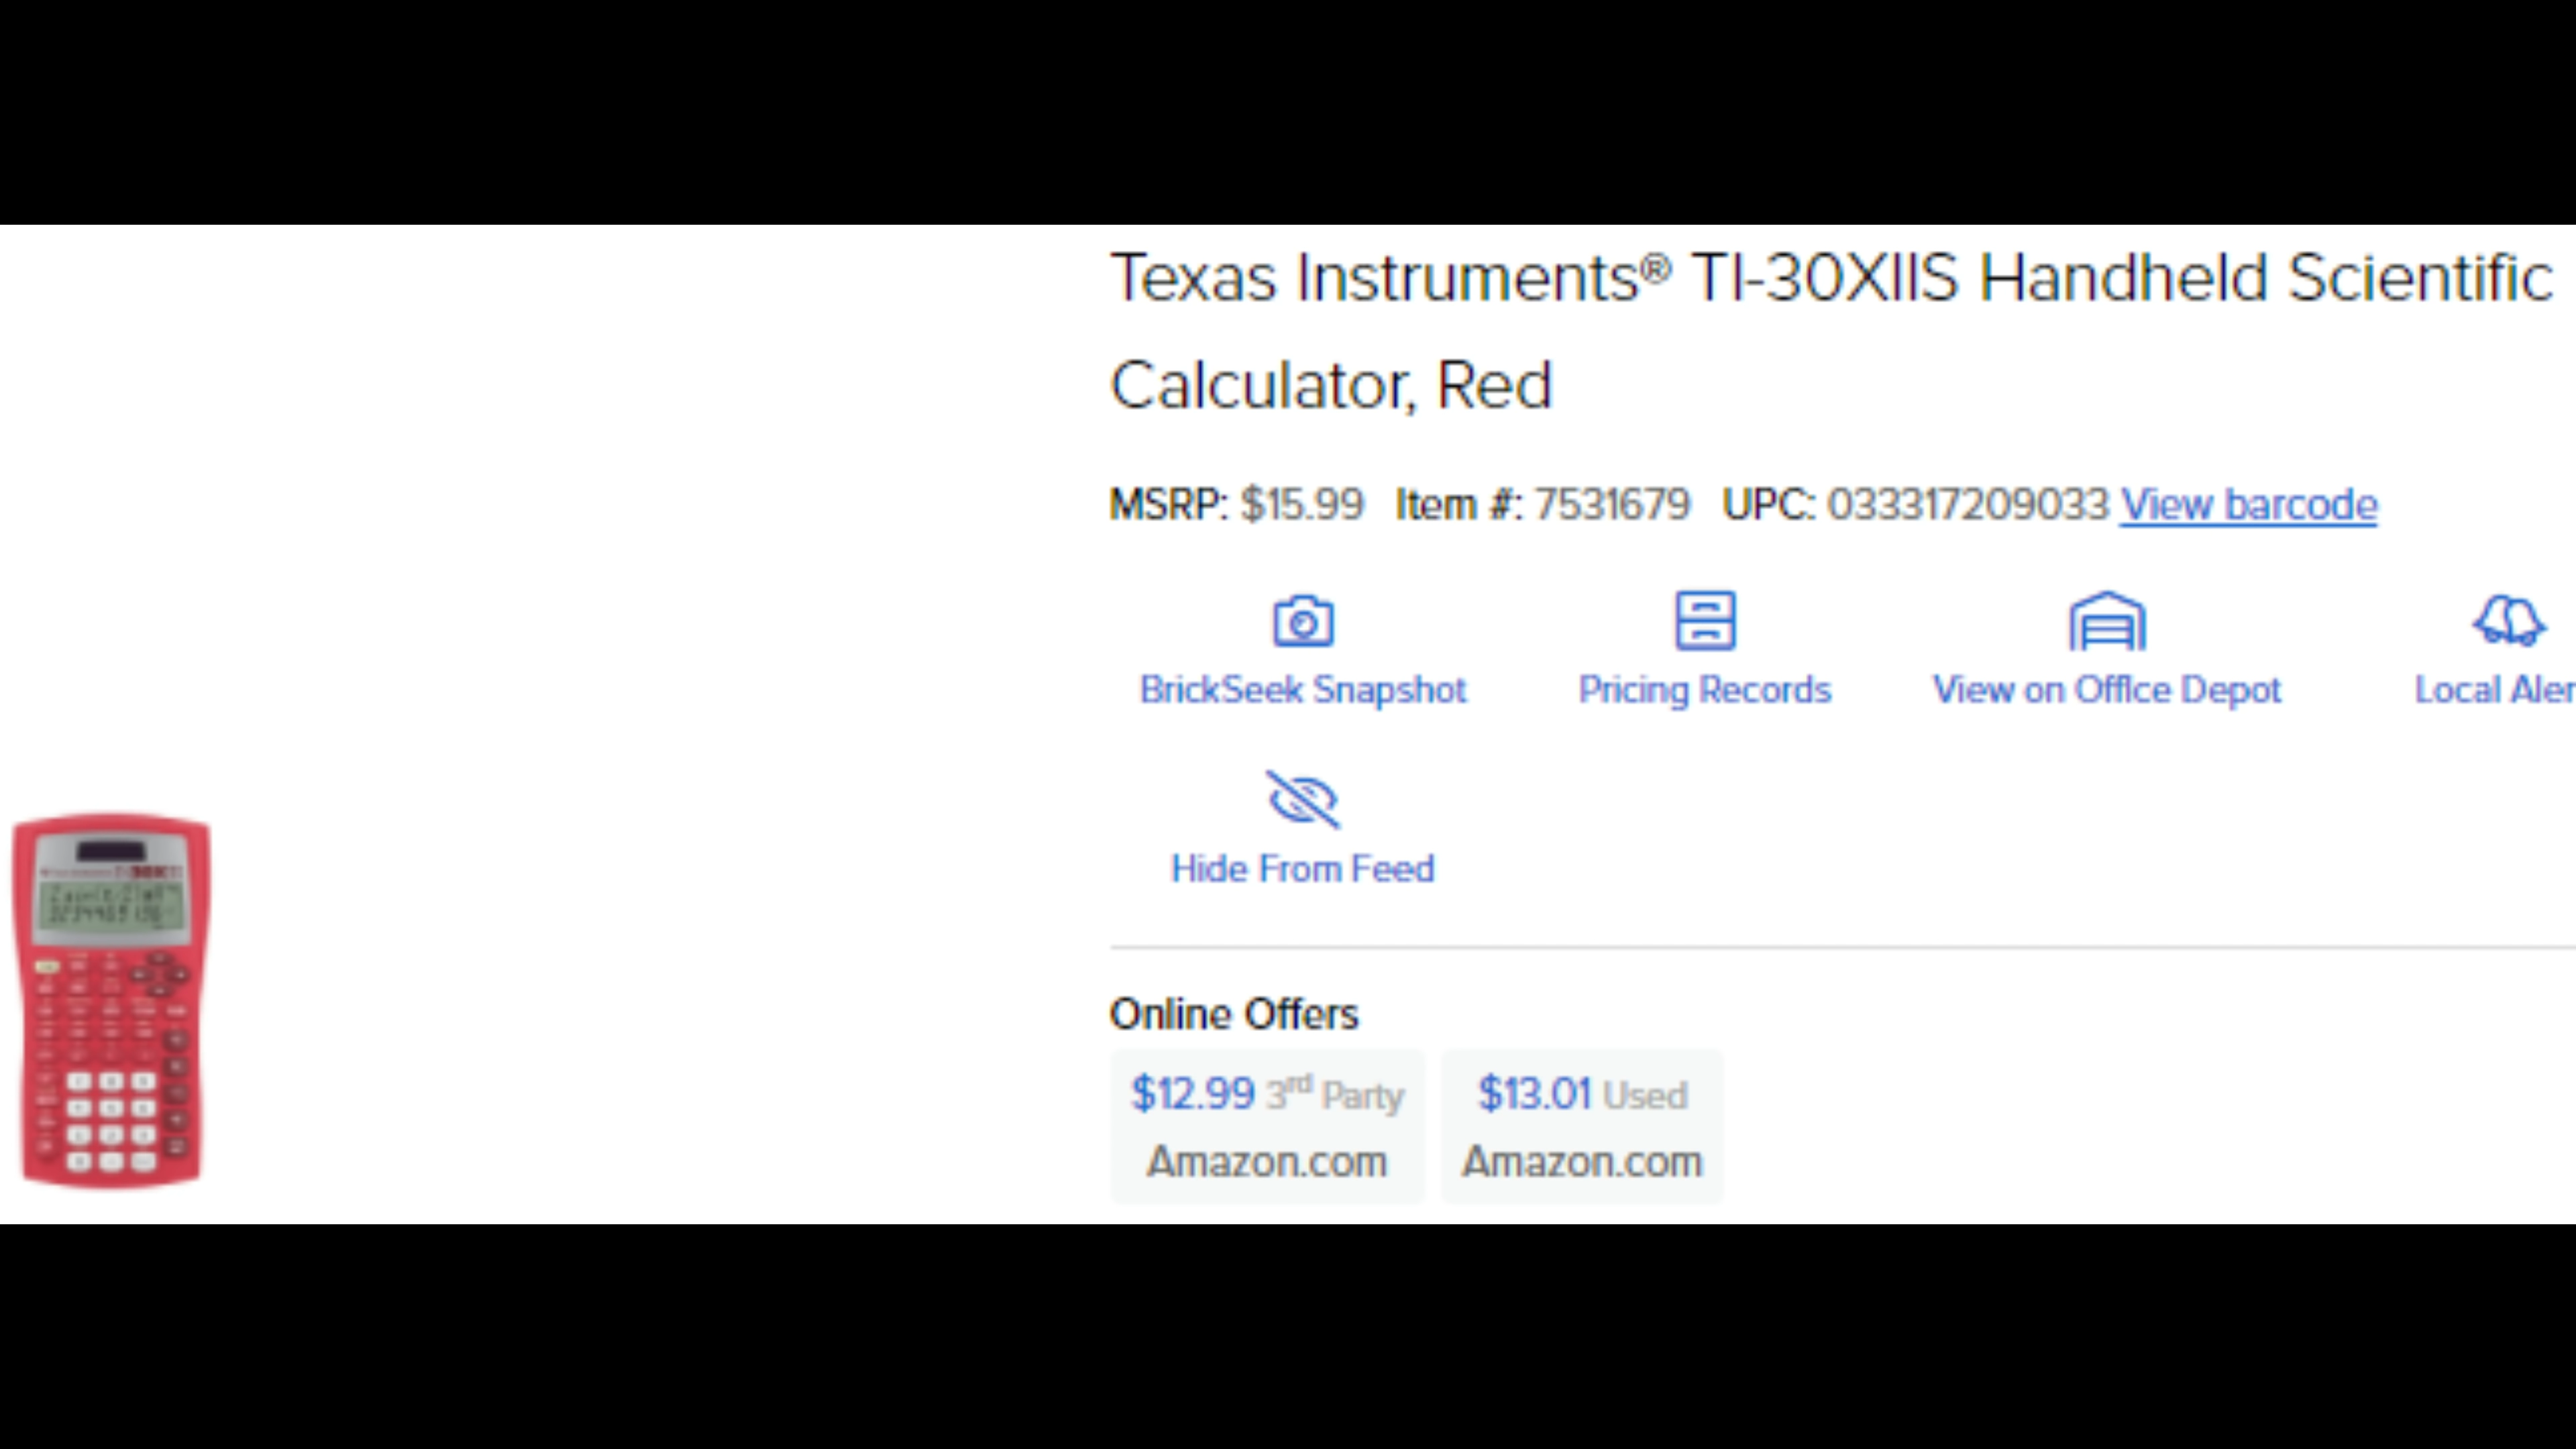 Texas Instruments® TI-30XIIS Handheld Scientific
Calculator, Red
MSRP: $15.99 Item #: 7531679 UPC: 033317209033 View barcode
BrickSeek Snapshot Pricing Records View on Office Depot Local Aler
Hide From Feed
Online Offers
$12.99 3rd Party $13.01 Used
Amazon.com Amazon.com